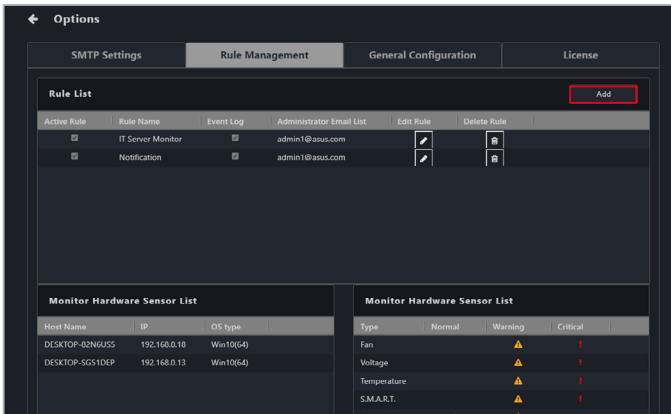 Options
SMTP Settings Rule Management General Configuration License
Rule List Add
Active Rule Rule Name Event Log Administrator Email List Edit Rule Delete Rule
IT Server Monitor admin1@asus.com
Notification admin1@asus.com
Monitor Hardware Sensor List
Host Name IP OS type
DESKTOP-82N6US5 192.168.0.18 Win10(64)
DESKTOP-SG51DEP 192.168.0.13 Win10(64)
Monitor Hardware Sensor List
Type Normal Warning Critical
Fan
Voltage
Temperature
S.M.A.R.T.